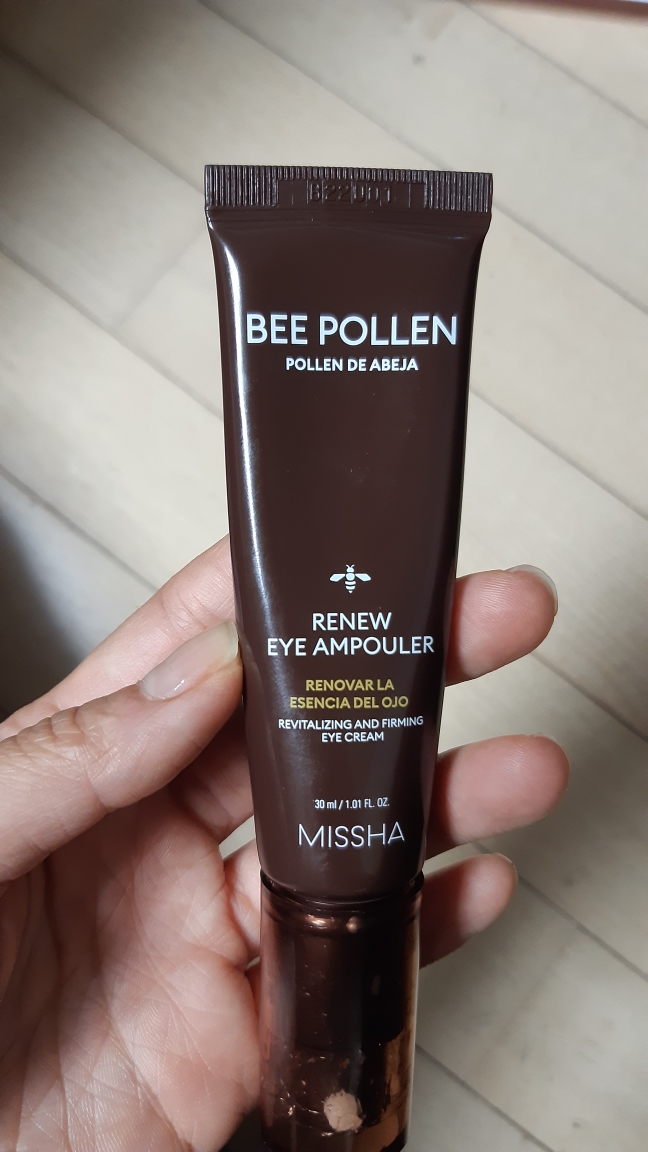 BEE POLLEN
POLLEN DE ABEJA
RENEW
EYE AMPOULER
RENOVAR LA
ESENCIA DEL OJO
REVITALIZING AND FIRMING
EYE CREAM
30 ml / 1.01 FL. OZ.
MISSHA